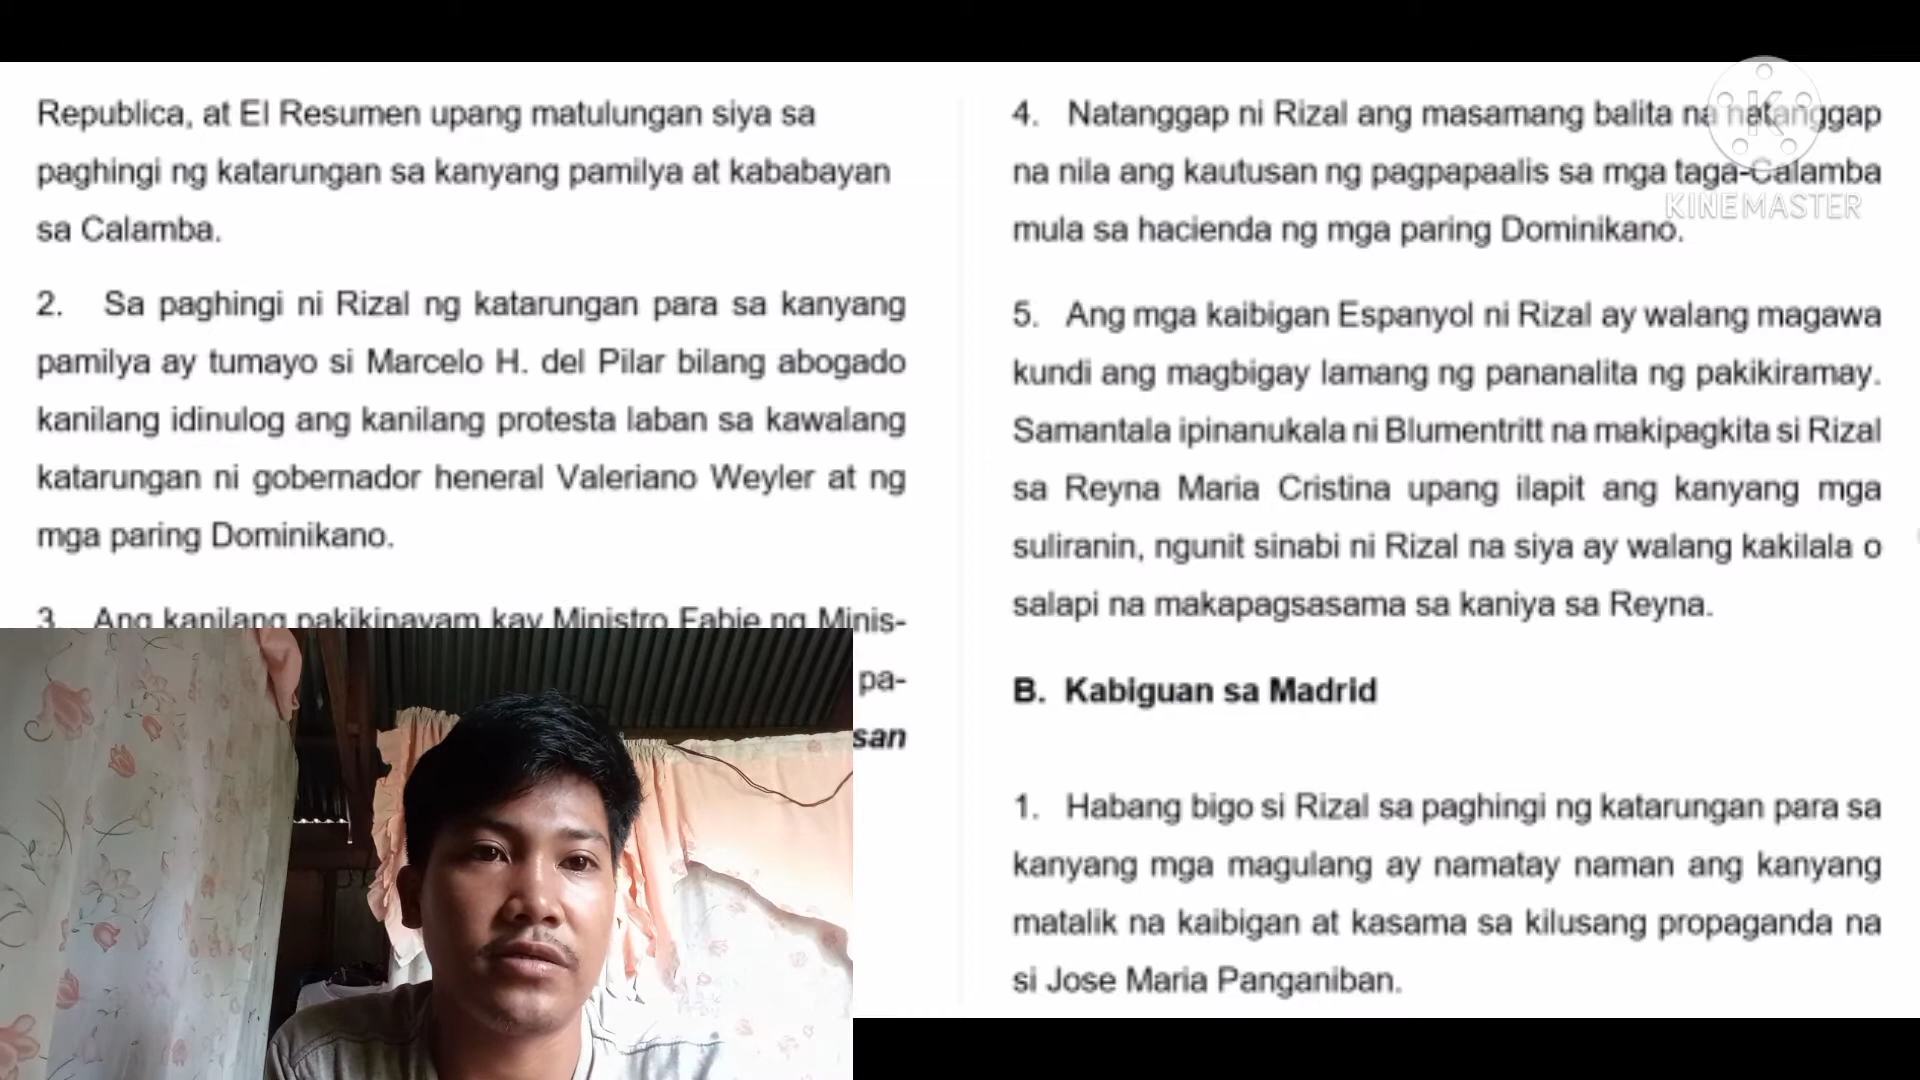 Republica, at El Resumen upang matulungan siya sa
paghingi ng katarungan sa kanyang pamilya at kababayan
sa Calamba.
2. Sa paghingi ni Rizal ng katarungan para sa kanyang
pamilya ay tumayo si Marcelo H. del Pilar bilang abogado
kanilang idinulog ang kanilang protesta laban sa kawalang
katarungan ni gobernador heneral Valeriano Weyler at ng
mga paring Dominikano.
3. Ang kanilang pakikinayam kay Ministro Fabie ng Minis-
pa-
san
4. Natanggap ni Rizal ang masamang balita na natanggap
na nila ang kautusan ng pagpapaalis sa mga taga-Calamba
mula sa hacienda ng mga paring Dominikano.
5. Ang mga kaibigan Espanyol ni Rizal ay walang magawa
kundi ang magbigay lamang ng pananalita ng pakikiramay.
Samantala ipinanukala ni Blumentritt na makipagkita si Rizal
sa Reyna Maria Cristina upang ilapit ang kanyang mga
suliranin, ngunit sinabi ni Rizal na siya ay walang kakilala o
salapi na makapagsasama sa kaniya sa Reyna.
B. Kabiguan sa Madrid
1. Habang bigo si Rizal sa paghingi ng katarungan para sa
kanyang mga magulang ay namatay naman ang kanyang
matalik na kaibigan at kasama sa kilusang propaganda na
si Jose Maria Panganiban.
K
KINEMASTER